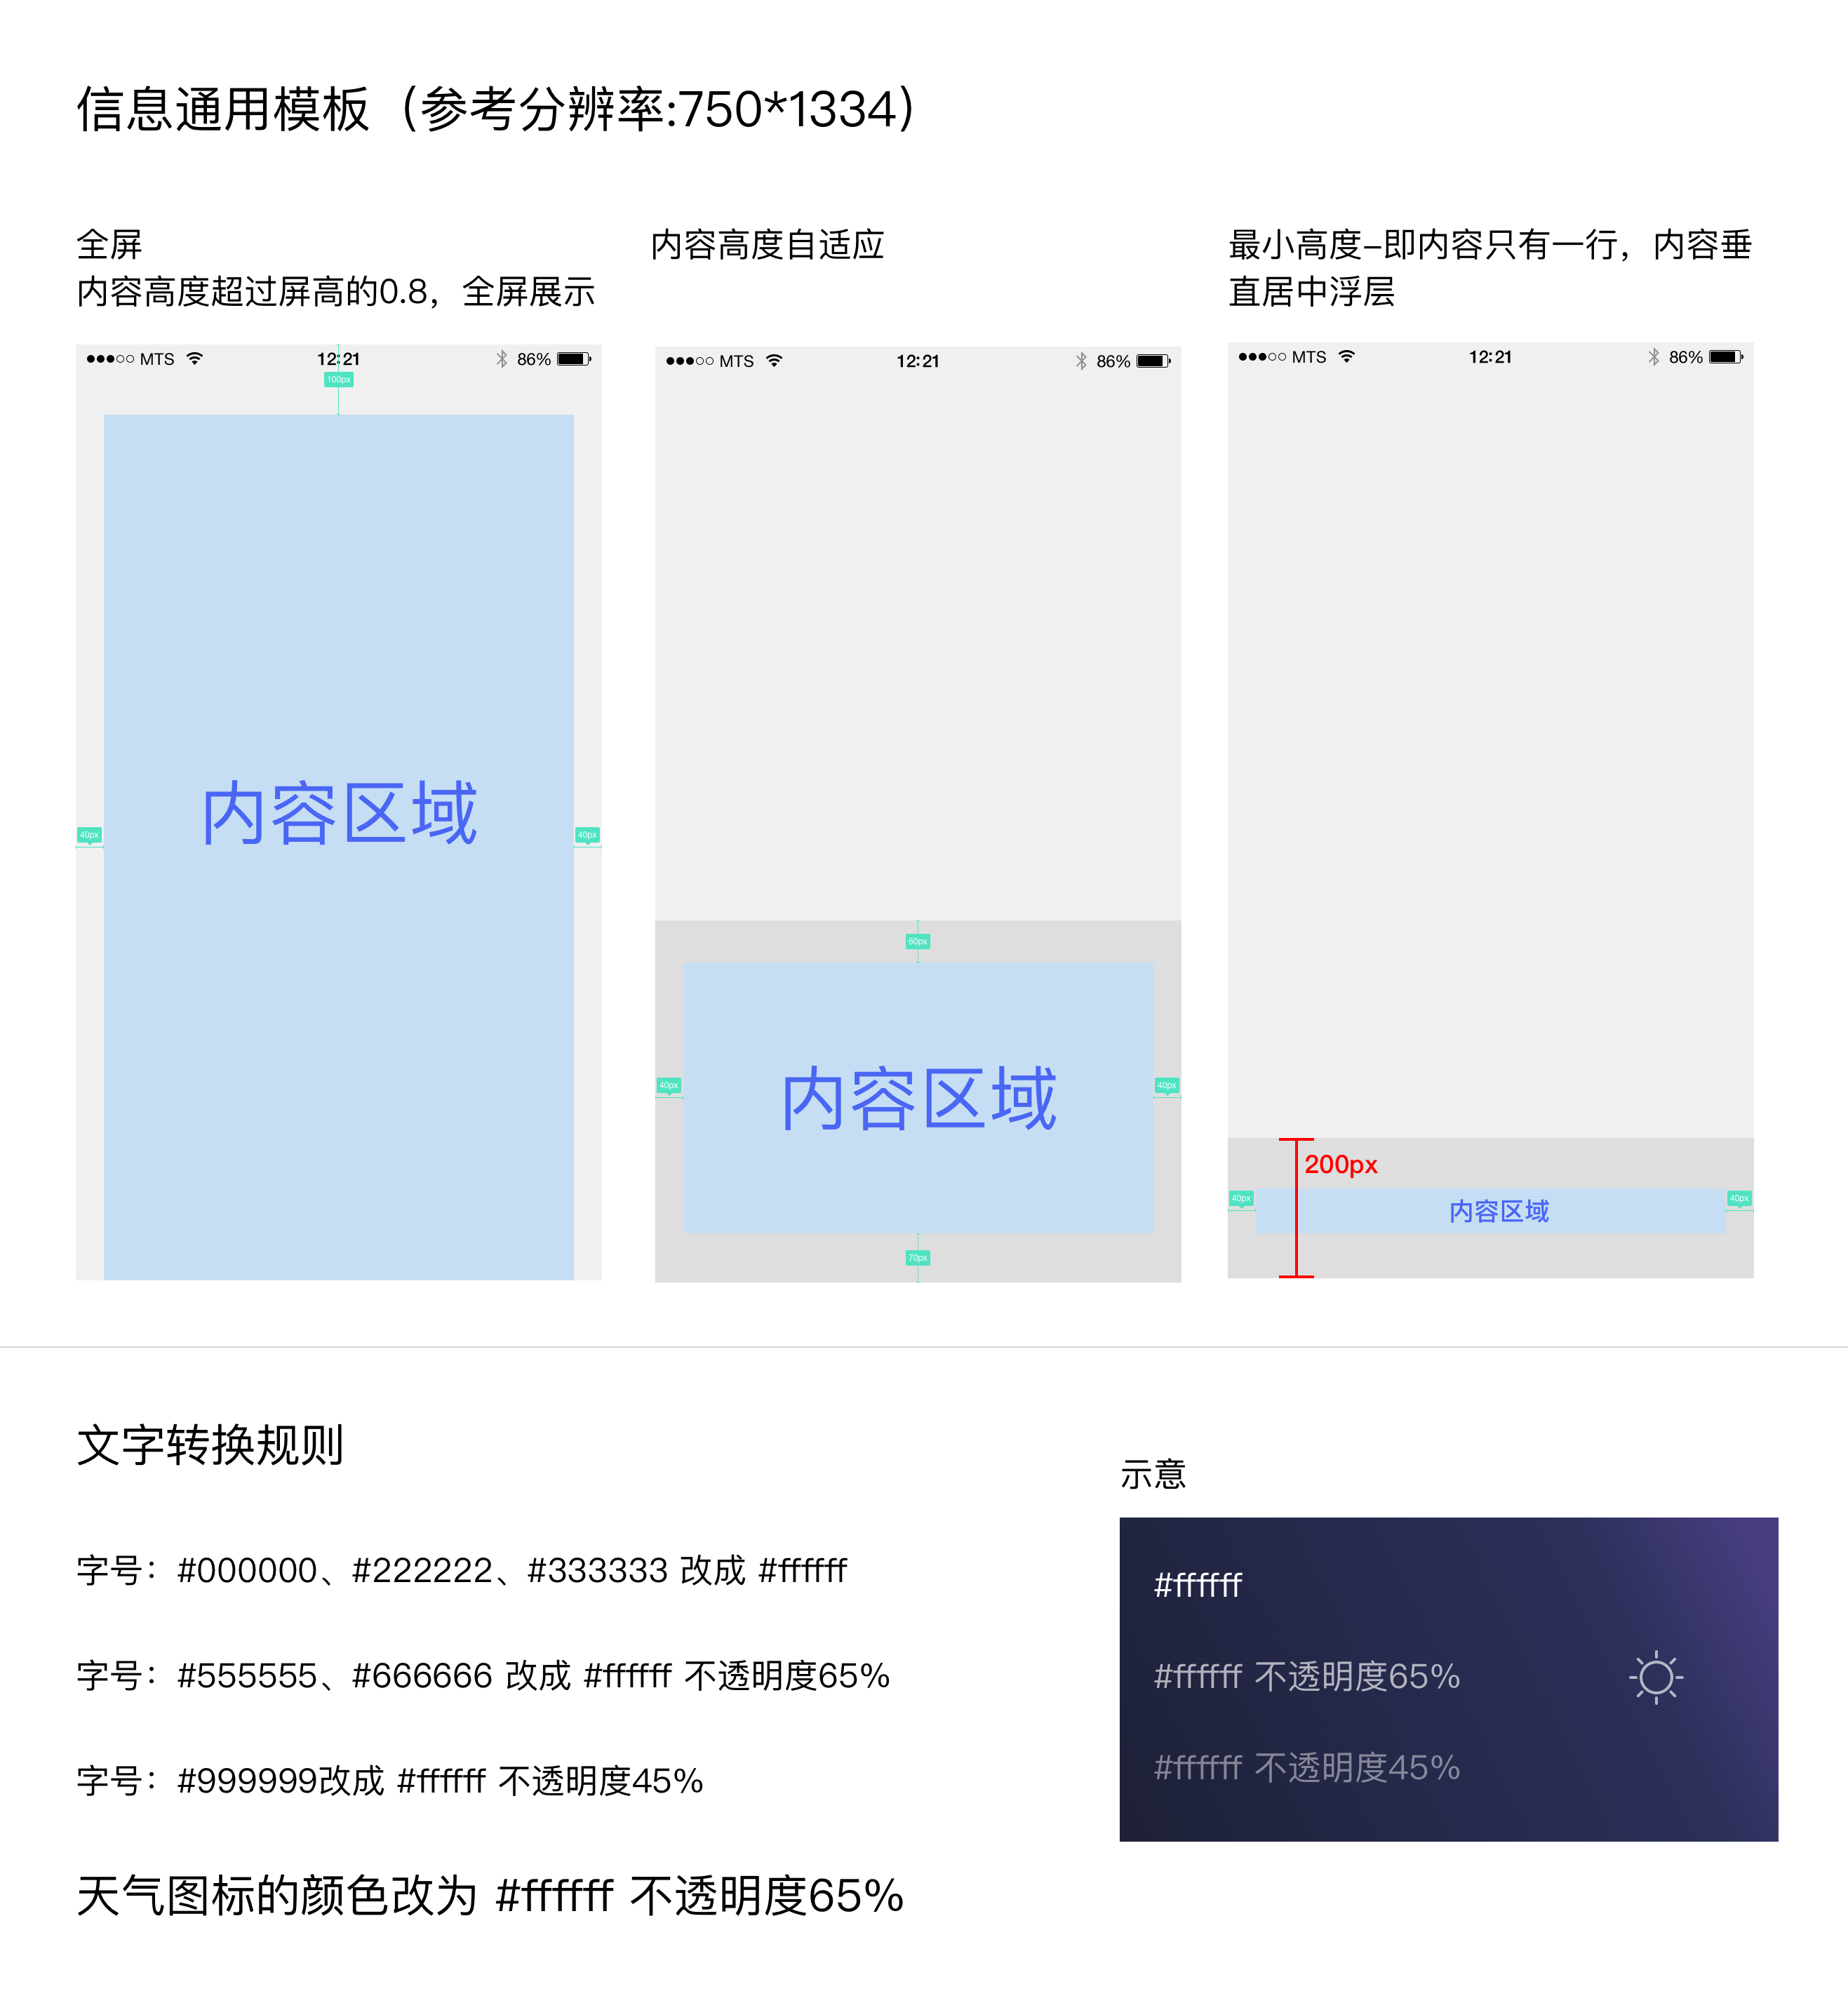 信息通用模板（参考分辨率:750*1334）
全屏
内容高度超过屏高的0.8，全屏展示
内容高度自适应
最小高度–即内容只有一行，内容垂
直居中浮层
MTS 12:21 86%
100px
内容区域
40px 40px
MTS 12:21 86%
60px
内容区域
40px 40px
70px
MTS 12:21 86%
200px
40px 内容区域 40px
文字转换规则
字号：#000000、#222222、#333333 改成 #ffffff
字号：#555555、#666666 改成 #ffffff 不透明度65%
字号：#999999改成 #ffffff 不透明度45%
天气图标的颜色改为 #ffffff 不透明度65%
示意
#ffffff
#ffffff 不透明度65%
#ffffff 不透明度45%